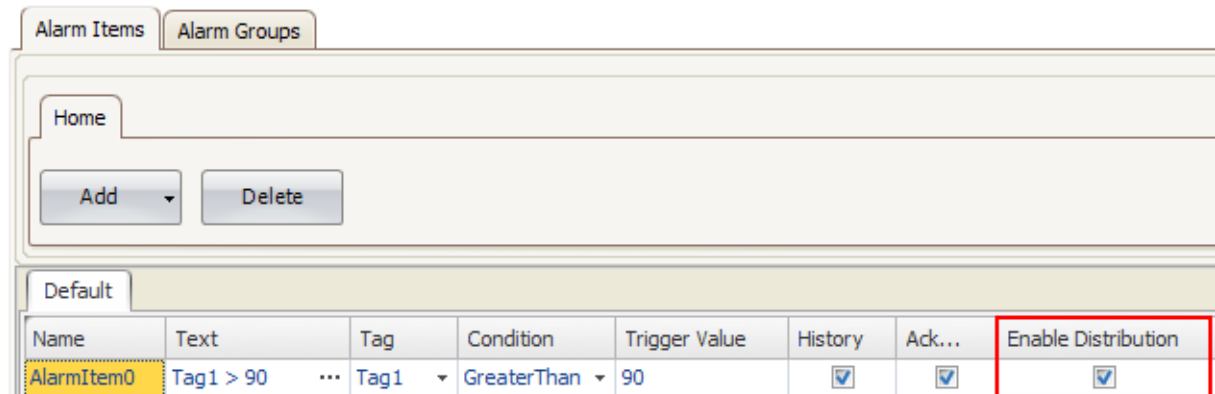 Alarm Items Alarm Groups
Home
Add Delete
Default
Name Text Tag Condition Trigger Value History Ack... Enable Distribution
AlarmItem0 Tag1 > 90 ... Tag1 GreaterThan 90